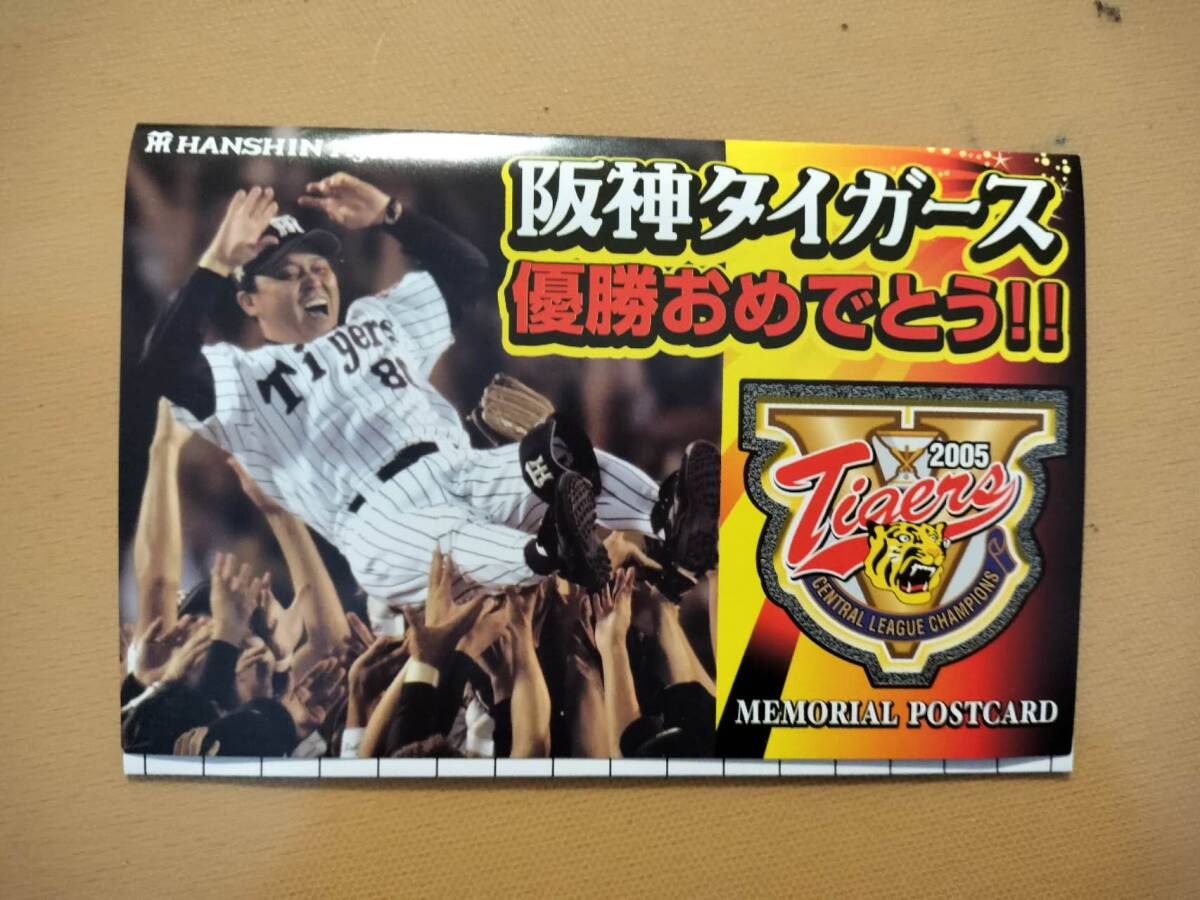 HANSHIN
阪神タイガース
優勝おめでとう!!
Tigers
2005
Tigers
CENTRAL LEAGUE CHAMPIONS
MEMORIAL POSTCARD